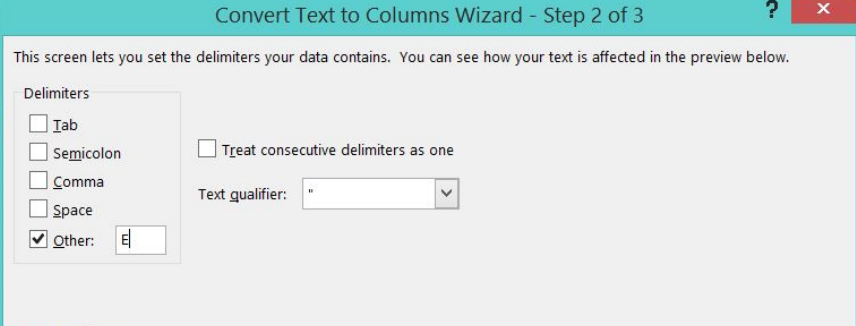 Convert Text to Columns Wizard - Step 2 of 3 ? ×
This screen lets you set the delimiters your data contains. You can see how your text is affected in the preview below.
Delimiters
Tab
Semicolon
Comma
Space
Other: E
Treat consecutive delimiters as one
Text qualifier: "